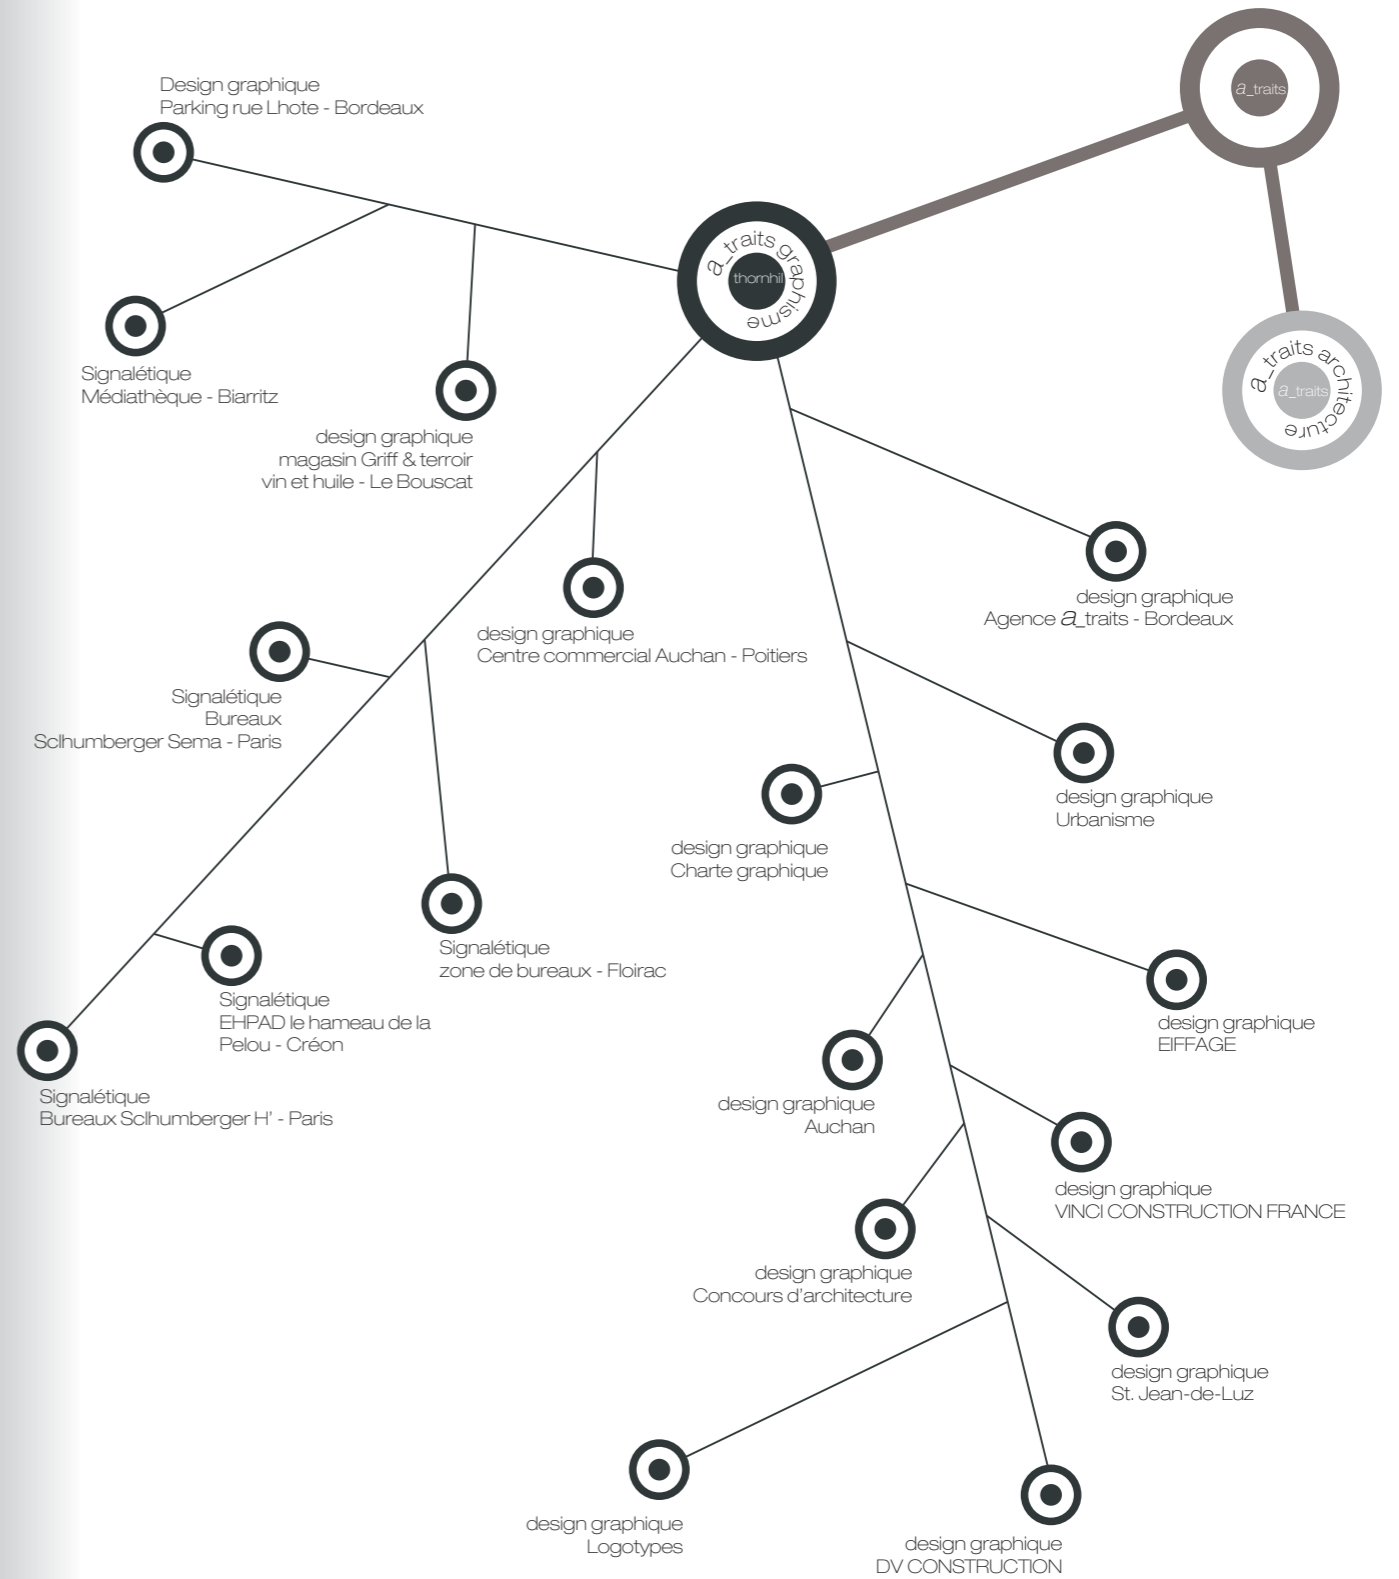 a_traits
Design graphique
Parking rue Lhote - Bordeaux
a_traits graphisme
thornhil
a_traits architecture
a_traits
Signalétique
Médiathèque - Biarritz
design graphique
magasin Griff & terroir
vin et huile - Le Bouscat
design graphique
Agence a_traits - Bordeaux
design graphique
Centre commercial Auchan - Poitiers
Signalétique
Bureaux
Sclhumberger Sema - Paris
design graphique
Urbanisme
design graphique
Charte graphique
Signalétique
zone de bureaux - Floirac
Signalétique
EHPAD le hameau de la
Pelou - Créon
design graphique
EIFFAGE
Signalétique
Bureaux Sclhumberger H' - Paris
design graphique
Auchan
design graphique
VINCI CONSTRUCTION FRANCE
design graphique
Concours d'architecture
design graphique
St. Jean-de-Luz
design graphique
Logotypes
design graphique
DV CONSTRUCTION